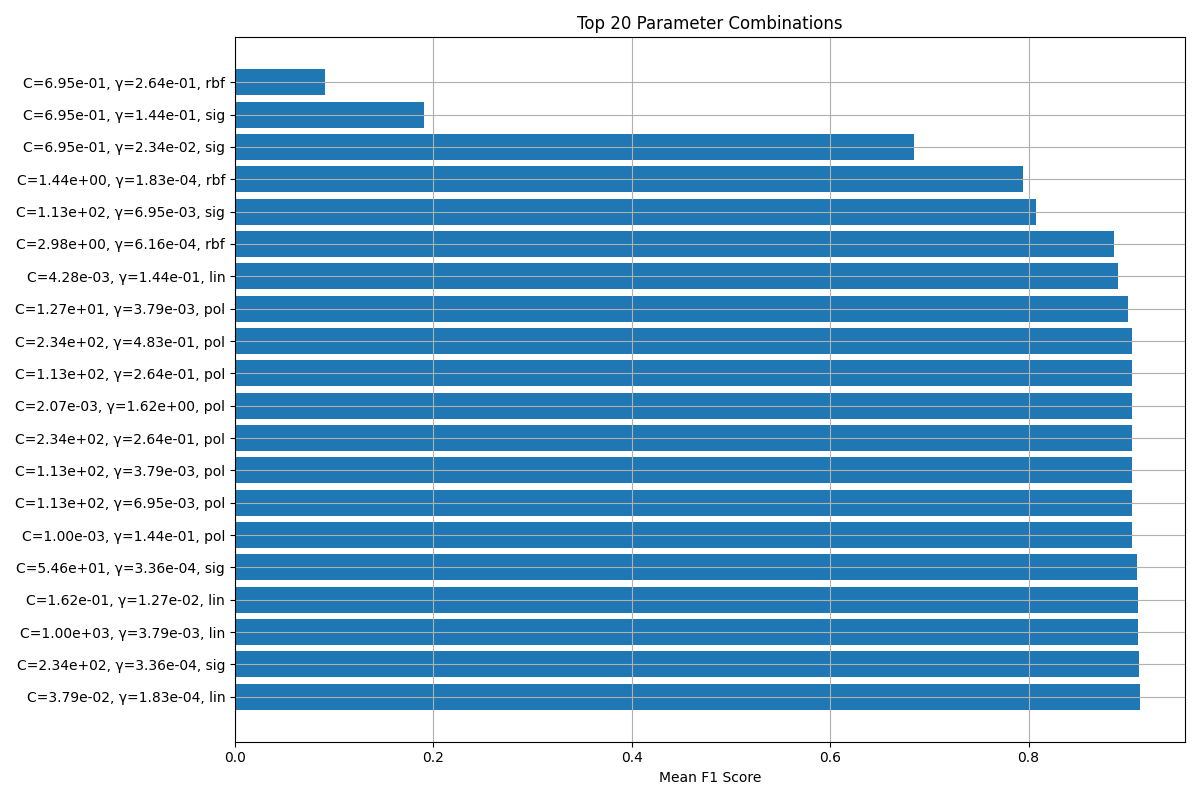 Top 20 Parameter Combinations
C=6.95e-01, γ=2.64e-01, rbf
C=6.95e-01, γ=1.44e-01, sig
C=6.95e-01, γ=2.34e-02, sig
C=1.44e+00, γ=1.83e-04, rbf
C=1.13e+02, γ=6.95e-03, sig
C=2.98e+00, γ=6.16e-04, rbf
C=4.28e-03, γ=1.44e-01, lin
C=1.27e+01, γ=3.79e-03, pol
C=2.34e+02, γ=4.83e-01, pol
C=1.13e+02, γ=2.64e-01, pol
C=2.07e-03, γ=1.62e+00, pol
C=2.34e+02, γ=2.64e-01, pol
C=1.13e+02, γ=3.79e-03, pol
C=1.13e+02, γ=6.95e-03, pol
C=1.00e-03, γ=1.44e-01, pol
C=5.46e+01, γ=3.36e-04, sig
C=1.62e-01, γ=1.27e-02, lin
C=1.00e+03, γ=3.79e-03, lin
C=2.34e+02, γ=3.36e-04, sig
C=3.79e-02, γ=1.83e-04, lin
0.0 0.2 0.4 0.6 0.8
Mean F1 Score